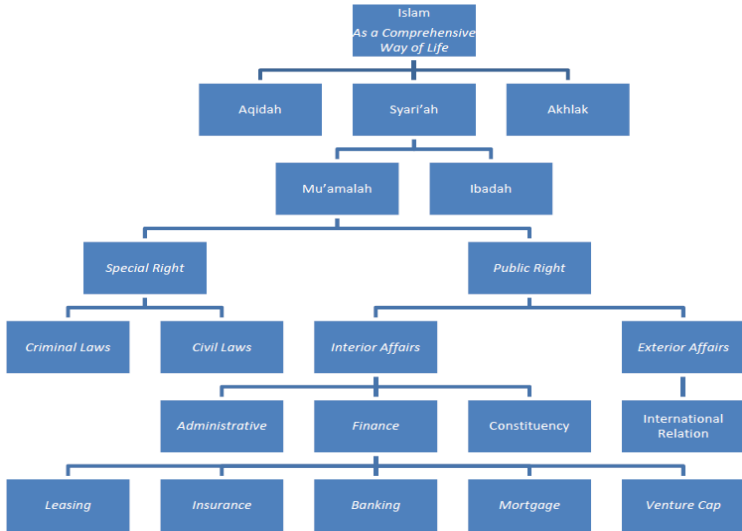 Islam
As a Comprehensive
Way of Life
Aqidah
Syari'ah
Akhlak
Mu'amalah
Ibadah
Special Right
Public Right
Criminal Laws
Civil Laws
Interior Affairs
Exterior Affairs
Administrative
Finance
Constituency
International
Relation
Leasing
Insurance
Banking
Mortgage
Venture Cap